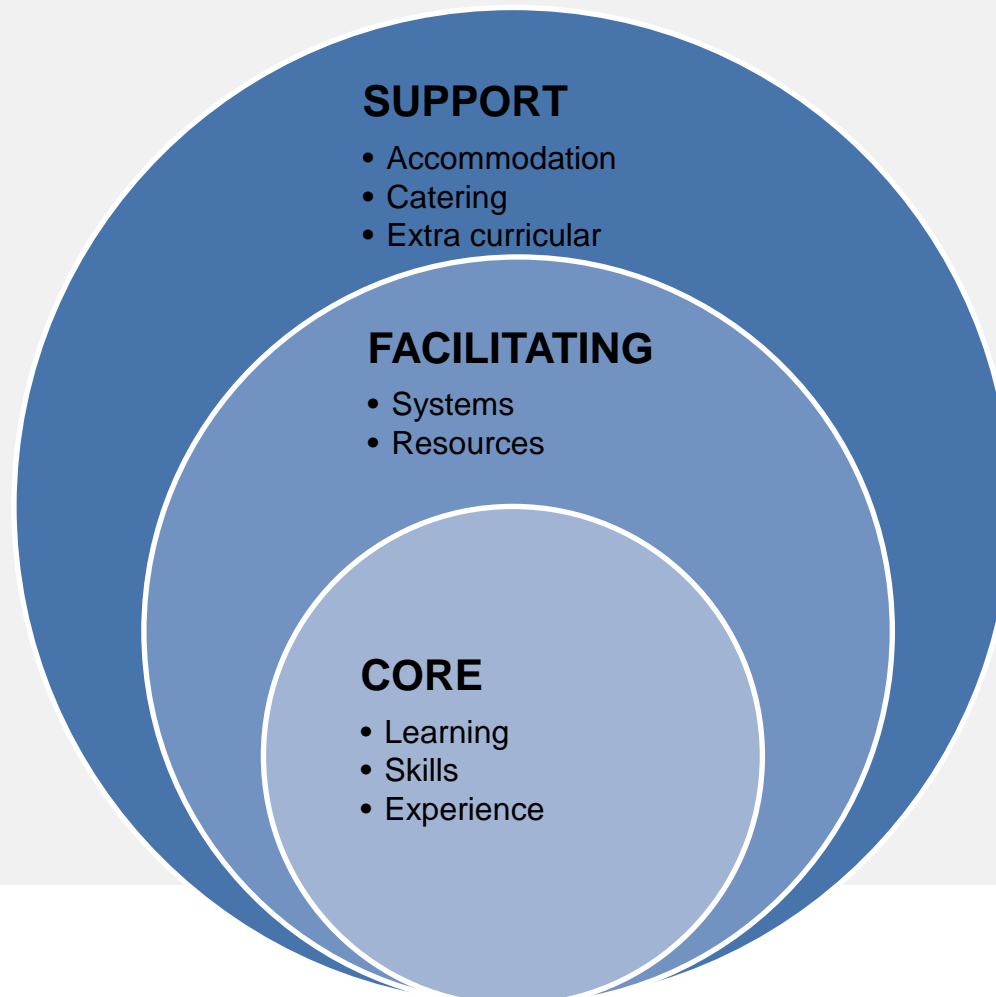 SUPPORT
• Accommodation
• Catering
• Extra curricular
FACILITATING
• Systems
• Resources
CORE
• Learning
• Skills
• Experience